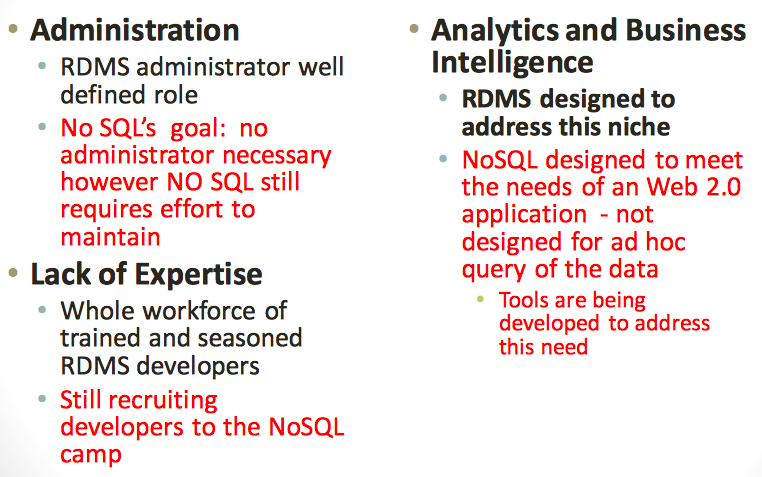 Administration
RDMS administrator well
defined role
No SQL's goal: no
administrator necessary
however NO SQL still
requires effort to
maintain
Lack of Expertise
Whole workforce of
trained and seasoned
RDMS developers
Still recruiting
developers to the NoSQL
camp
Analytics and Business
Intelligence
RDMS designed to
address this niche
NoSQL designed to meet
the needs of an Web 2.0
application - not
designed for ad hoc
query of the data
Tools are being
developed to address
this need